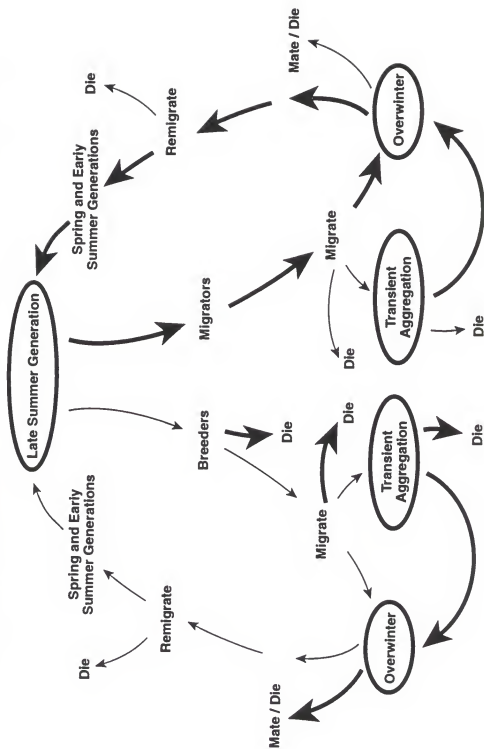 Late Summer Generation
Spring and Early
Summer Generations
Die
Remigrate
Mate / Die
Overwinter
Breeders
Die
Migrate
Die
Transient
Aggregation
Die
Migrators
Migrate
Die
Transient
Aggregation
Die
Overwinter
Mate / Die
Remigrate
Die
Spring and Early
Summer Generations